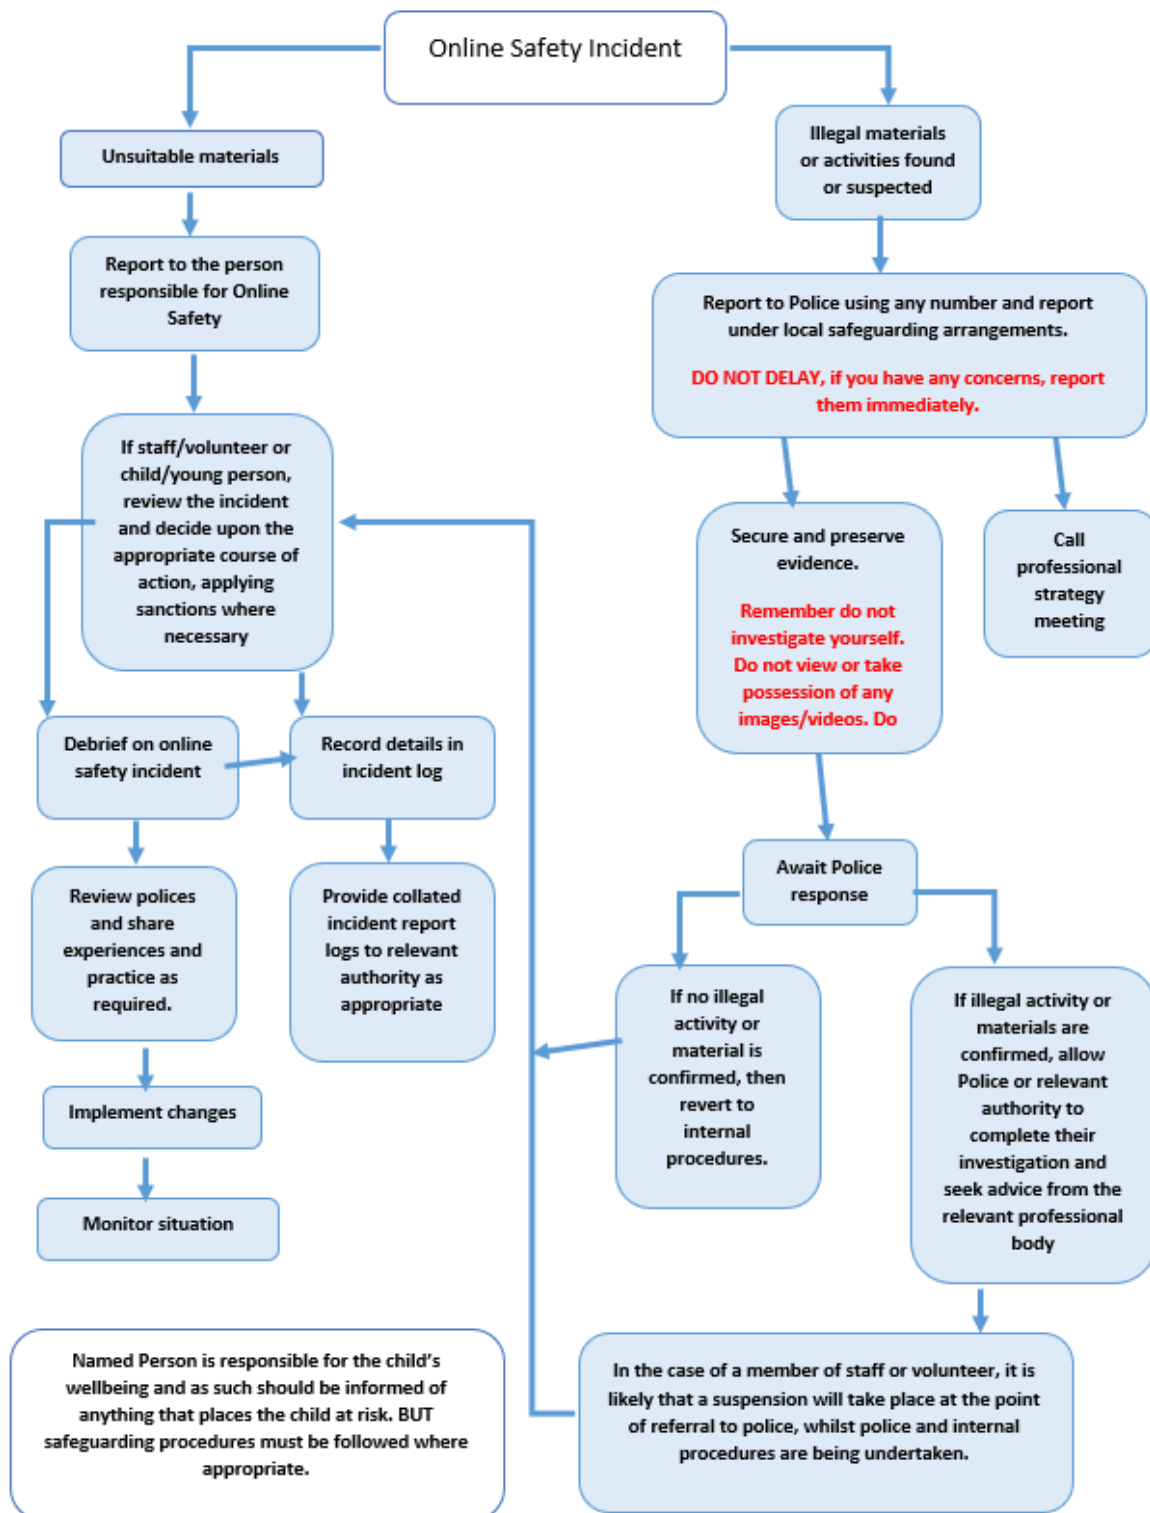 Online Safety Incident
Unsuitable materials
Report to the person
responsible for Online
Safety
If staff/volunteer or
child/young person,
review the incident
and decide upon the
appropriate course of
action, applying
sanctions where
necessary
Debrief on online
safety incident
Record details in
incident log
Review polices
and share
experiences and
practice as
required.
Provide collated
incident report
logs to relevant
authority as
appropriate
Implement changes
Monitor situation
Illegal materials
or activities found
or suspected
Report to Police using any number and report
under local safeguarding arrangements.
DO NOT DELAY, if you have any concerns, report
them immediately.
Secure and preserve
evidence.
Remember do not
investigate yourself.
Do not view or take
possession of any
images/videos. Do
Call
professional
strategy
meeting
Await Police
response
If no illegal
activity or
material is
confirmed, then
revert to
internal
procedures.
If illegal activity or
materials are
confirmed, allow
Police or relevant
authority to
complete their
investigation and
seek advice from the
relevant professional
body
In the case of a member of staff or volunteer, it is
likely that a suspension will take place at the point
of referral to police, whilst police and internal
procedures are being undertaken.
Named Person is responsible for the child's
wellbeing and as such should be informed of
anything that places the child at risk. BUT
safeguarding procedures must be followed where
appropriate.